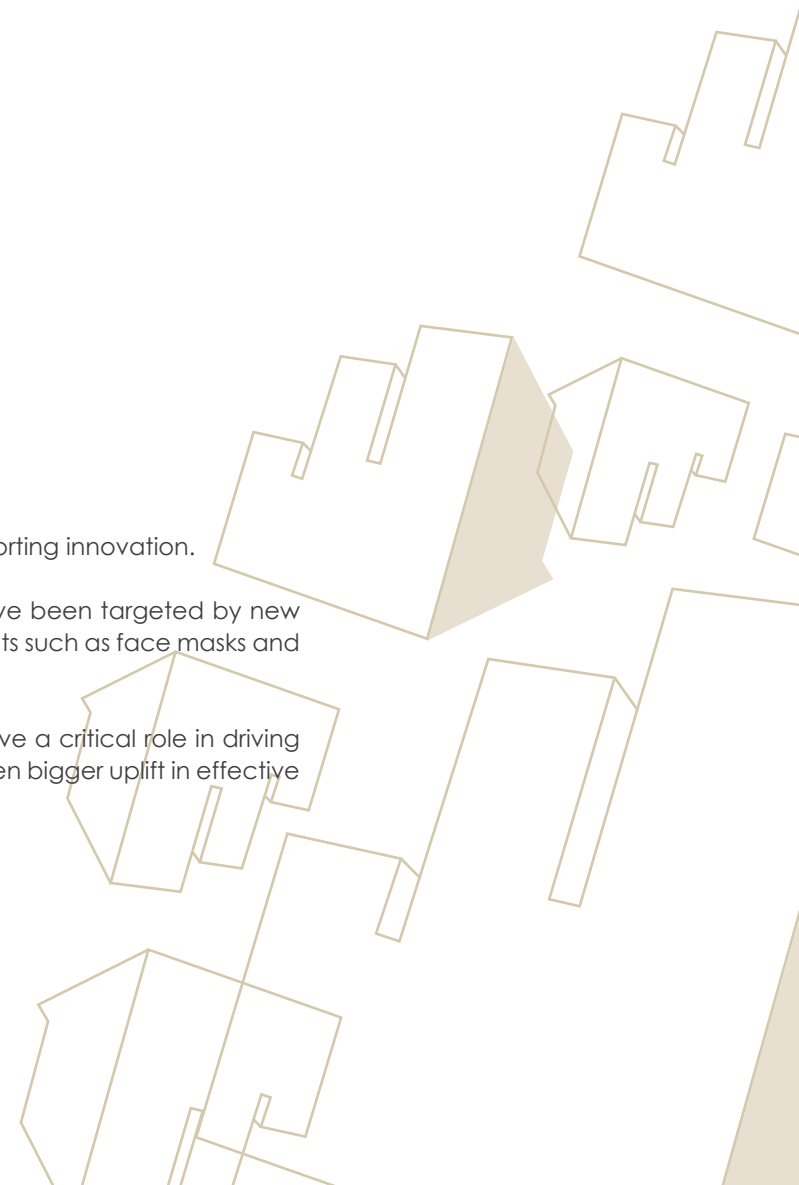 orting innovation.
ve been targeted by new
ts such as face masks and
ve a critical role in driving
en bigger uplift in effective